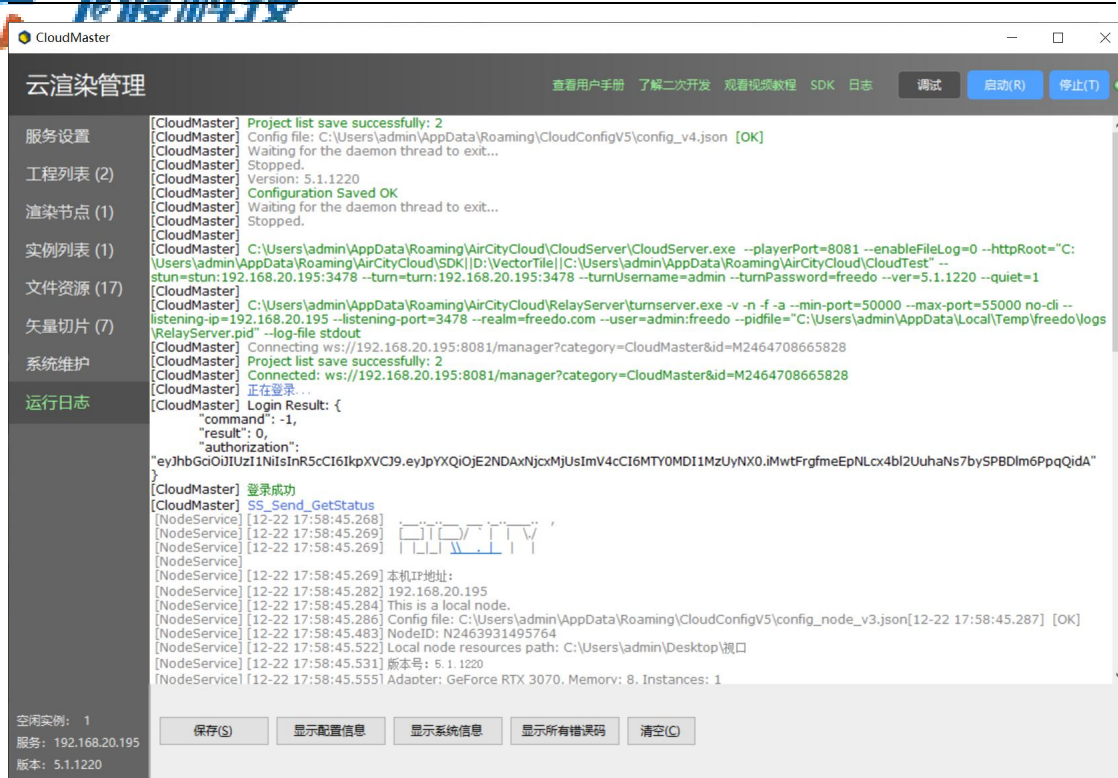 CloudMaster
云渲染管理
查看用户手册 了解二次开发 观看视频教程 SDK 日志 调试 启动(R) 停止(T)
服务设置
工程列表 (2)
渲染节点 (1)
实例列表 (1)
文件资源 (17)
矢量切片 (7)
系统维护
运行日志
[CloudMaster] Project list save successfully: 2
[CloudMaster] Config file: C:\Users\admin\AppData\Roaming\CloudConfigV5\config_v4.json [OK]
[CloudMaster] Waiting for the daemon thread to exit...
[CloudMaster] Stopped.
[CloudMaster] Version: 5.1.1220
[CloudMaster] Configuration Saved OK
[CloudMaster] Waiting for the daemon thread to exit...
[CloudMaster] Stopped.
[CloudMaster]
[CloudMaster] C:\Users\admin\AppData\Roaming\AirCityCloud\CloudServer\CloudServer.exe --playerPort=8081 --enableFileLog=0 --httpRoot="C:
\Users\admin\AppData\Roaming\AirCityCloud\SDK||D:\VectorTile||C:\Users\admin\AppData\Roaming\AirCityCloud\CloudTest" --
stun=stun:192.168.20.195:3478 --turn=turn:192.168.20.195:3478 --turnUsername=admin --turnPassword=freedo --ver=5.1.1220 --quiet=1
[CloudMaster]
[CloudMaster] C:\Users\admin\AppData\Roaming\AirCityCloud\RelayServer\turnserver.exe -v -n -f -a --min-port=50000 --max-port=55000 no-cli --
listening-ip=192.168.20.195 --listening-port=3478 --realm=freedo.com --user=admin:freedo --pidfile="C:\Users\admin\AppData\Local\Temp\freedo\logs
\RelayServer.pid" --log-file stdout
[CloudMaster] Connecting ws://192.168.20.195:8081/manager?category=CloudMaster&id=M2464708665828
[CloudMaster] Project list save successfully: 2
[CloudMaster] Connected: ws://192.168.20.195:8081/manager?category=CloudMaster&id=M2464708665828
[CloudMaster] 正在登录...
[CloudMaster] Login Result: {
"command": -1,
"result": 0,
"authorization":
"eyJhbGciOiJIUzI1NiIsInR5cCI6IkpXVCJ9.eyJpYXQiOjE2NDAxNjcxMjUsImV4cCI6MTY0MDI1MzUyNX0.iMwtFrgfmeEpNLcx4bl2UuhaNs7bySPBDlm6PpqQidA"
}
[CloudMaster] 登录成功
[CloudMaster] SS_Send_GetStatus
[NodeService] [12-22 17:58:45.268]
[NodeService] [12-22 17:58:45.269]
[NodeService] [12-22 17:58:45.269]
[NodeService]
[NodeService] [12-22 17:58:45.269] 本机IP地址：
[NodeService] [12-22 17:58:45.282] 192.168.20.195
[NodeService] [12-22 17:58:45.284] This is a local node.
[NodeService] [12-22 17:58:45.286] Config file: C:\Users\admin\AppData\Roaming\CloudConfigV5\config_node_v3.json[12-22 17:58:45.287] [OK]
[NodeService] [12-22 17:58:45.483] NodeID: N2463931495764
[NodeService] [12-22 17:58:45.522] Local node resources path: C:\Users\admin\Desktop\视口
[NodeService] [12-22 17:58:45.531] 版本号：5.1.1220
[NodeService] [12-22 17:58:45.555] Adapter: GeForce RTX 3070, Memory: 8, Instances: 1
空闲实例： 1
服务：192.168.20.195
版本：5.1.1220
保存(S) 显示配置信息 显示系统信息 显示所有错误码 清空(C)